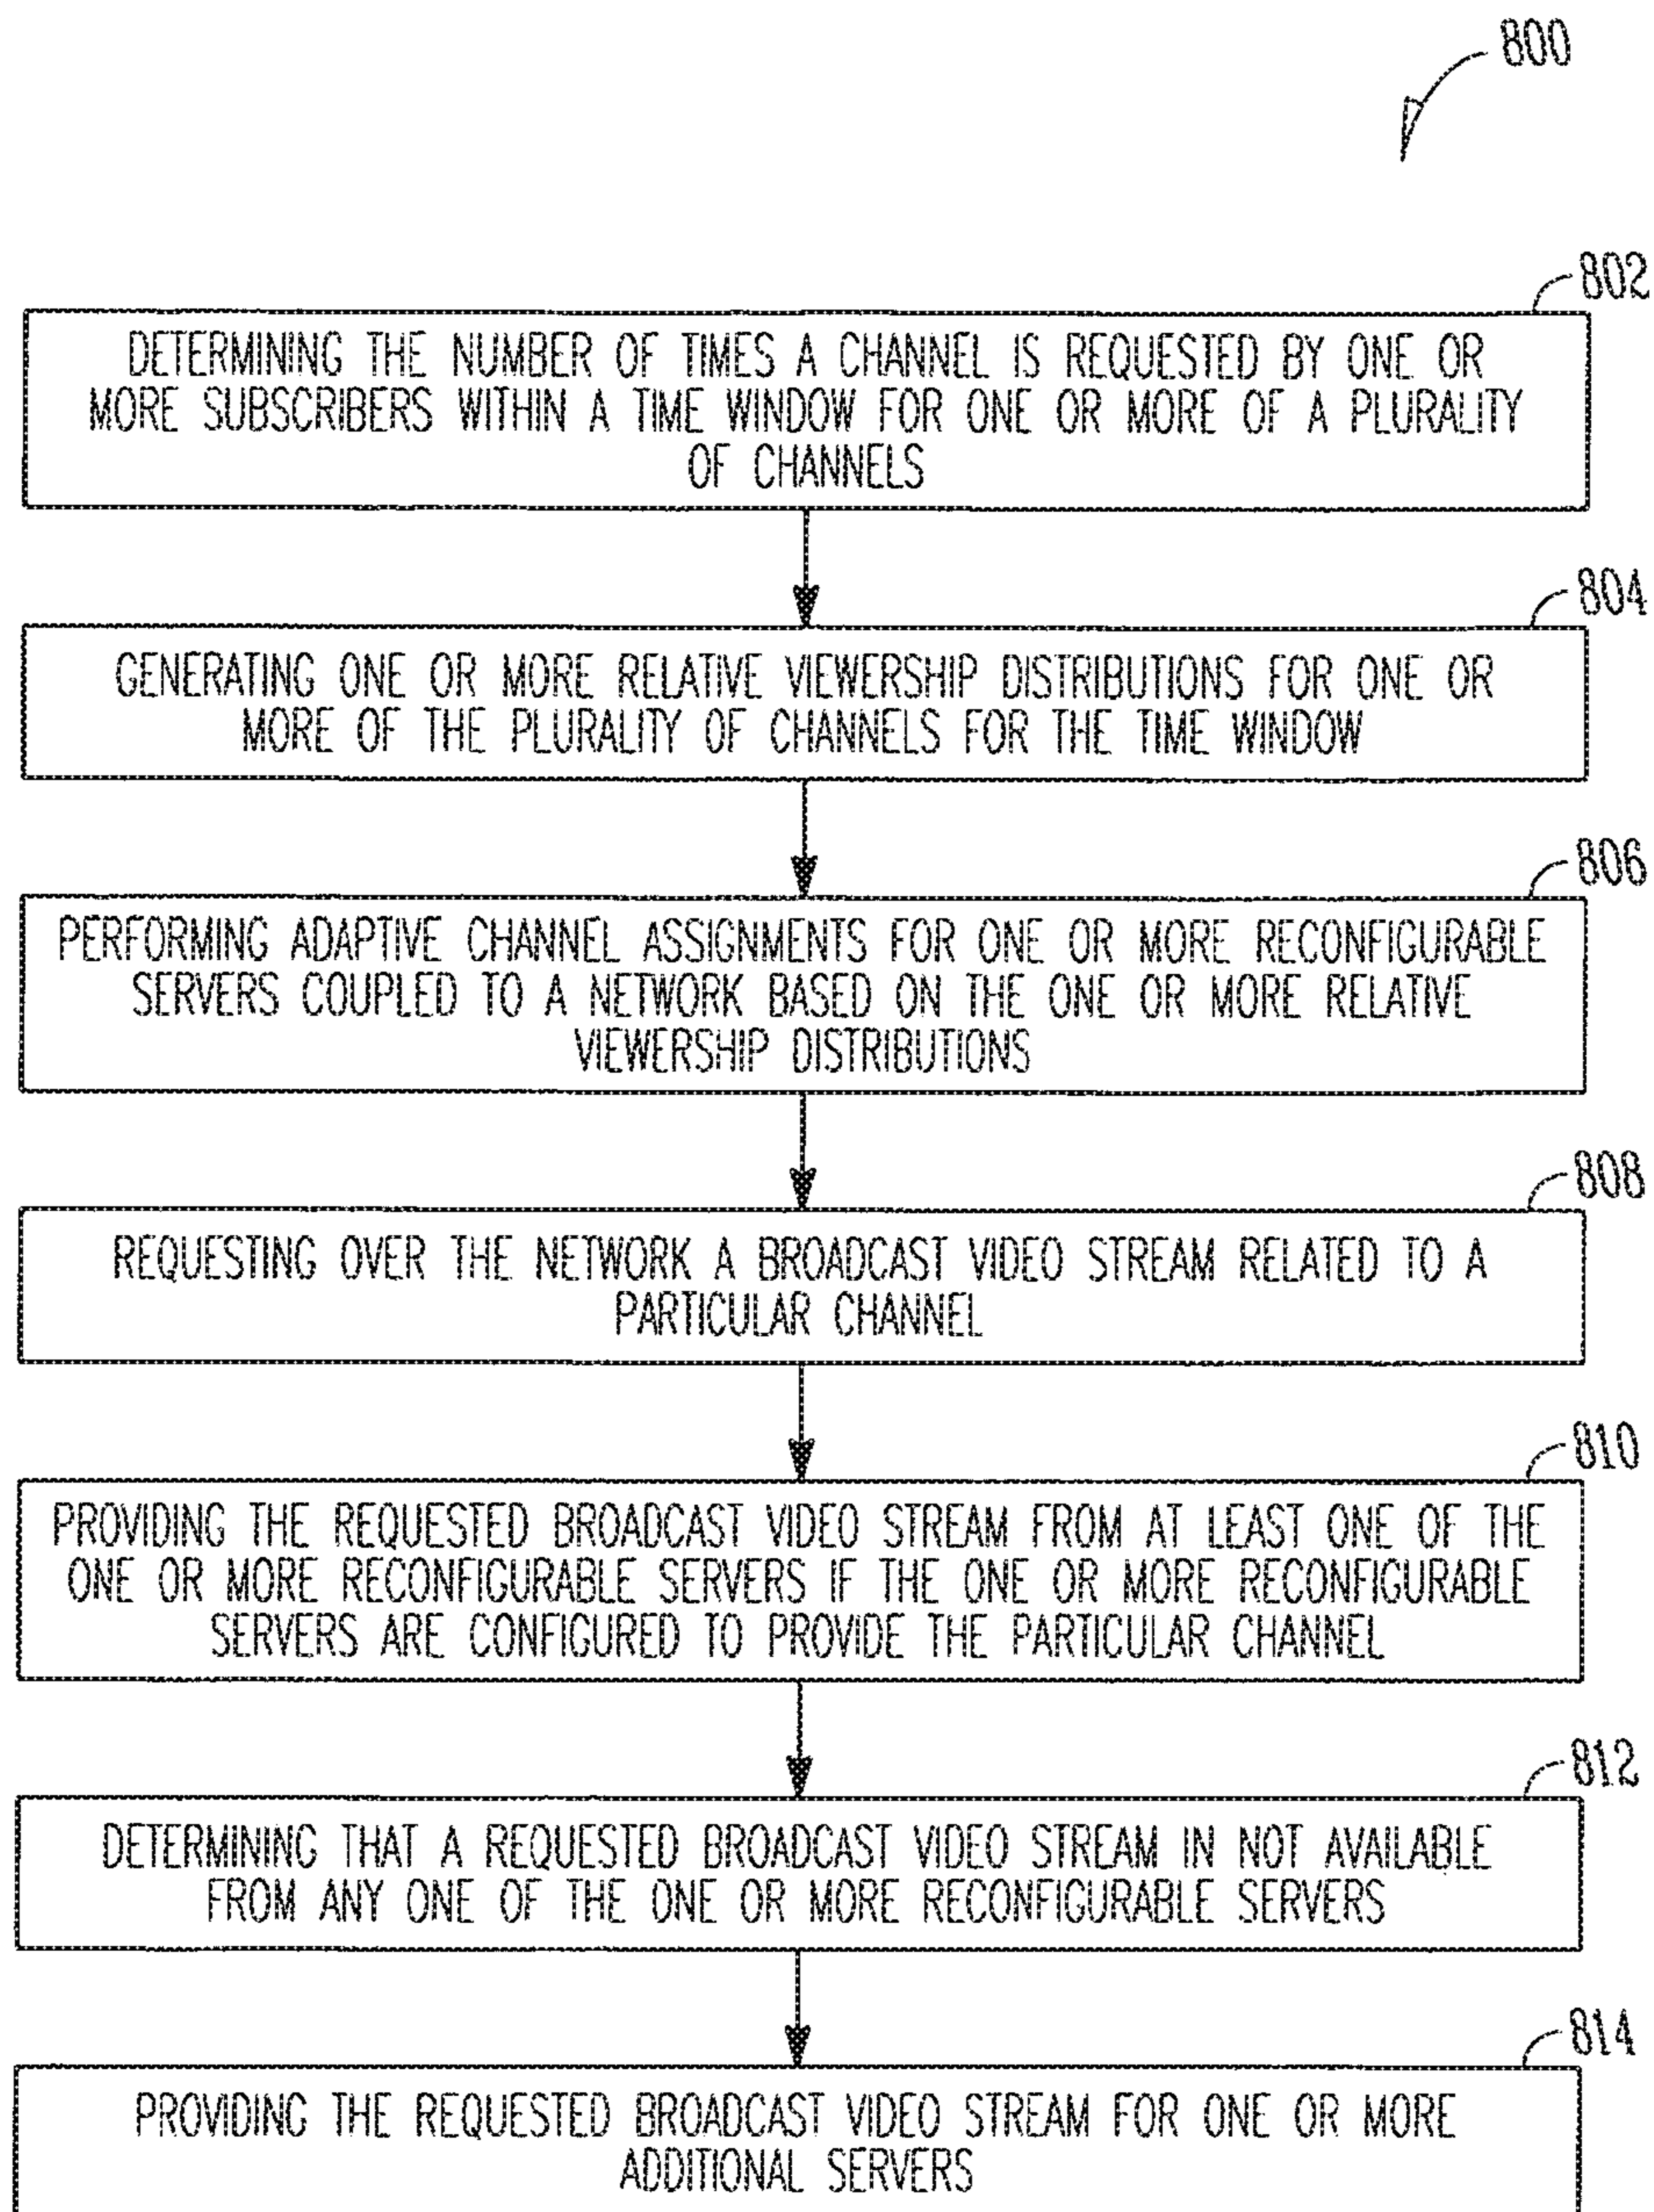 800
802
DETERMINING THE NUMBER OF TIMES A CHANNEL IS REQUESTED BY ONE OR
MORE SUBSCRIBERS WITHIN A TIME WINDOW FOR ONE OR MORE OF A PLURALITY
OF CHANNELS
804
GENERATING ONE OR MORE RELATIVE VIEWERSHIP DISTRIBUTIONS FOR ONE OR
MORE OF THE PLURALITY OF CHANNELS FOR THE TIME WINDOW
806
PERFORMING ADAPTIVE CHANNEL ASSIGNMENTS FOR ONE OR MORE RECONFIGURABLE
SERVERS COUPLED TO A NETWORK BASED ON THE ONE OR MORE RELATIVE
VIEWERSHIP DISTRIBUTIONS
808
REQUESTING OVER THE NETWORK A BROADCAST VIDEO STREAM RELATED TO A
PARTICULAR CHANNEL
810
PROVIDING THE REQUESTED BROADCAST VIDEO STREAM FROM AT LEAST ONE OF THE
ONE OR MORE RECONFIGURABLE SERVERS IF THE ONE OR MORE RECONFIGURABLE
SERVERS ARE CONFIGURED TO PROVIDE THE PARTICULAR CHANNEL
812
DETERMINING THAT A REQUESTED BROADCAST VIDEO STREAM IN NOT AVAILABLE
FROM ANY ONE OF THE ONE OR MORE RECONFIGURABLE SERVERS
814
PROVIDING THE REQUESTED BROADCAST VIDEO STREAM FOR ONE OR MORE
ADDITIONAL SERVERS